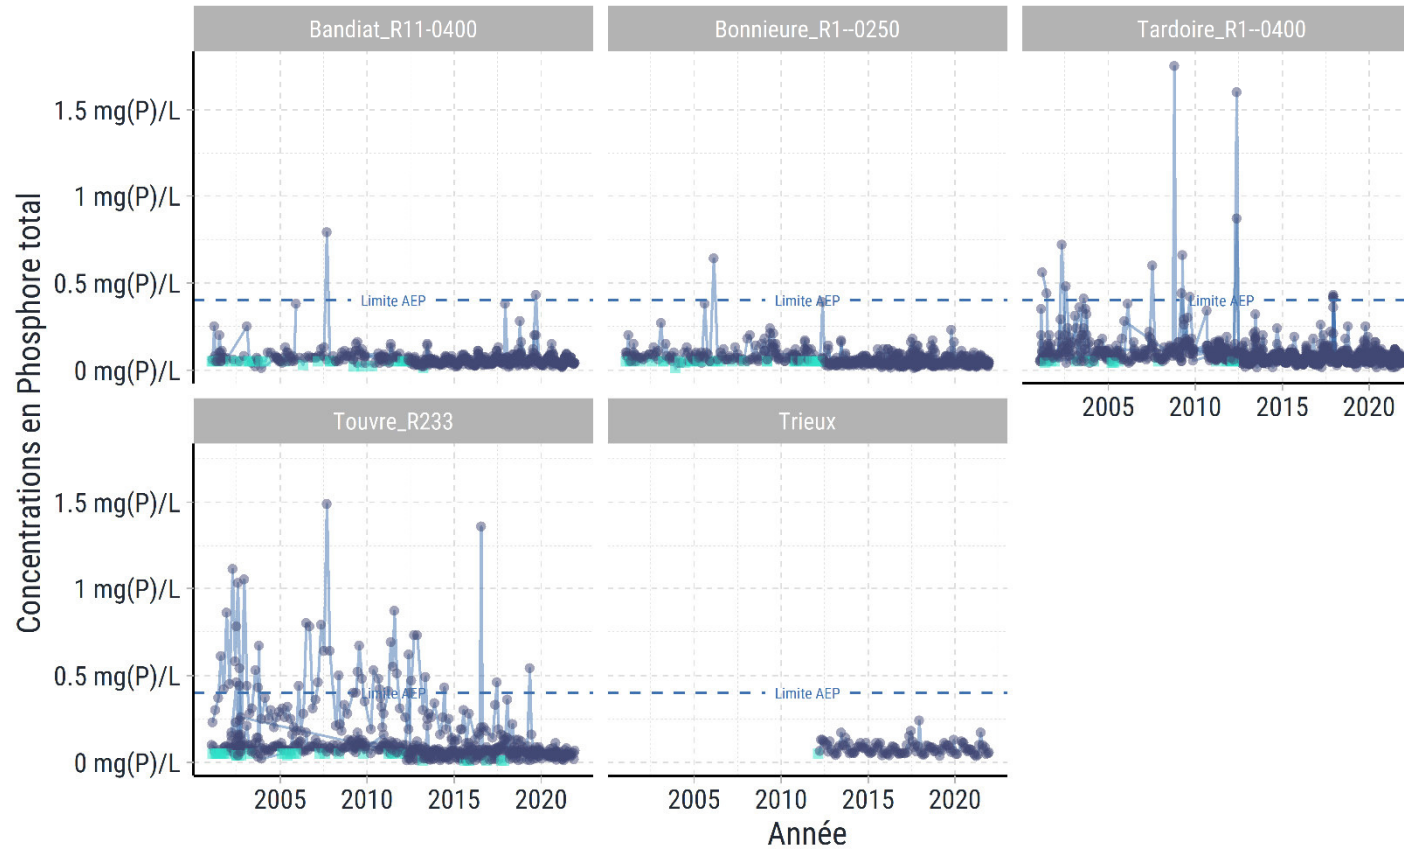 Concentrations en Phosphore total
Bandiat_R11-0400
Bonnieure_R1--0250
Tardoire_R1--0400
1.5 mg(P)/L
1 mg(P)/L
0.5 mg(P)/L
0 mg(P)/L
Limite AEP
Limite AEP
Limite AEP
2005 2010 2015 2020
Touvre_R233
Trieux
1.5 mg(P)/L
1 mg(P)/L
0.5 mg(P)/L
0 mg(P)/L
Limite AEP
Limite AEP
2005 2010 2015 2020
2005 2010 2015 2020
Année